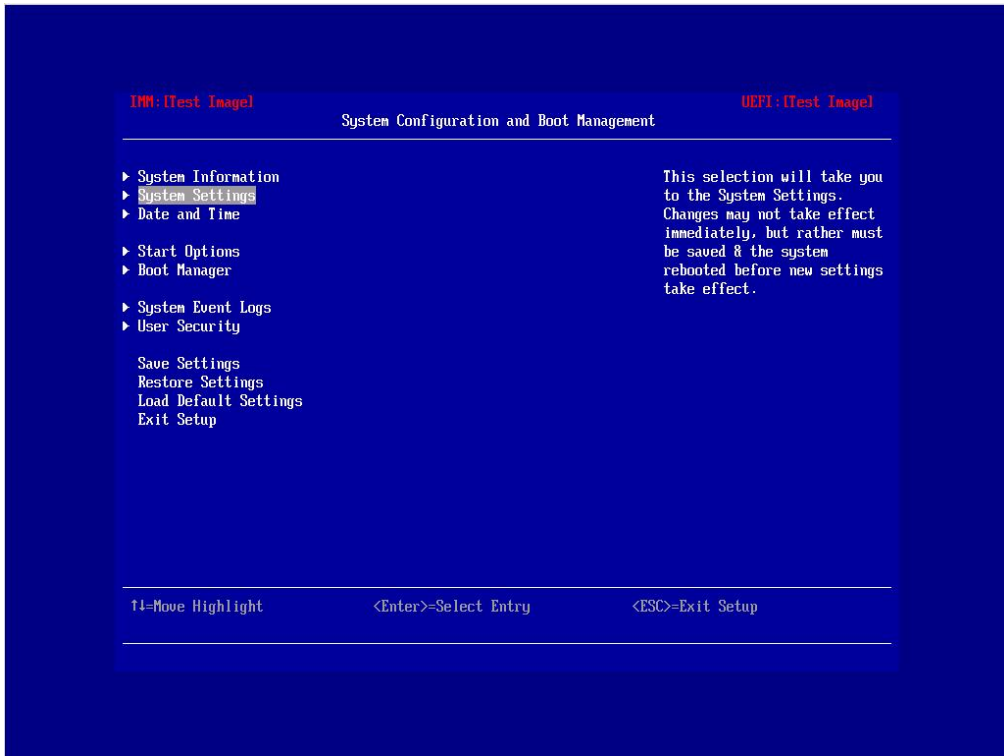 IMM:[Test Image] UEFI:[Test Image]
System Configuration and Boot Management
System Information
System Settings
Date and Time
Start Options
Boot Manager
System Event Logs
User Security
Save Settings
Restore Settings
Load Default Settings
Exit Setup
This selection will take you
to the System Settings.
Changes may not take effect
immediately, but rather must
be saved & the system
rebooted before new settings
take effect.
↑↓=Move Highlight <Enter>=Select Entry <ESC>=Exit Setup